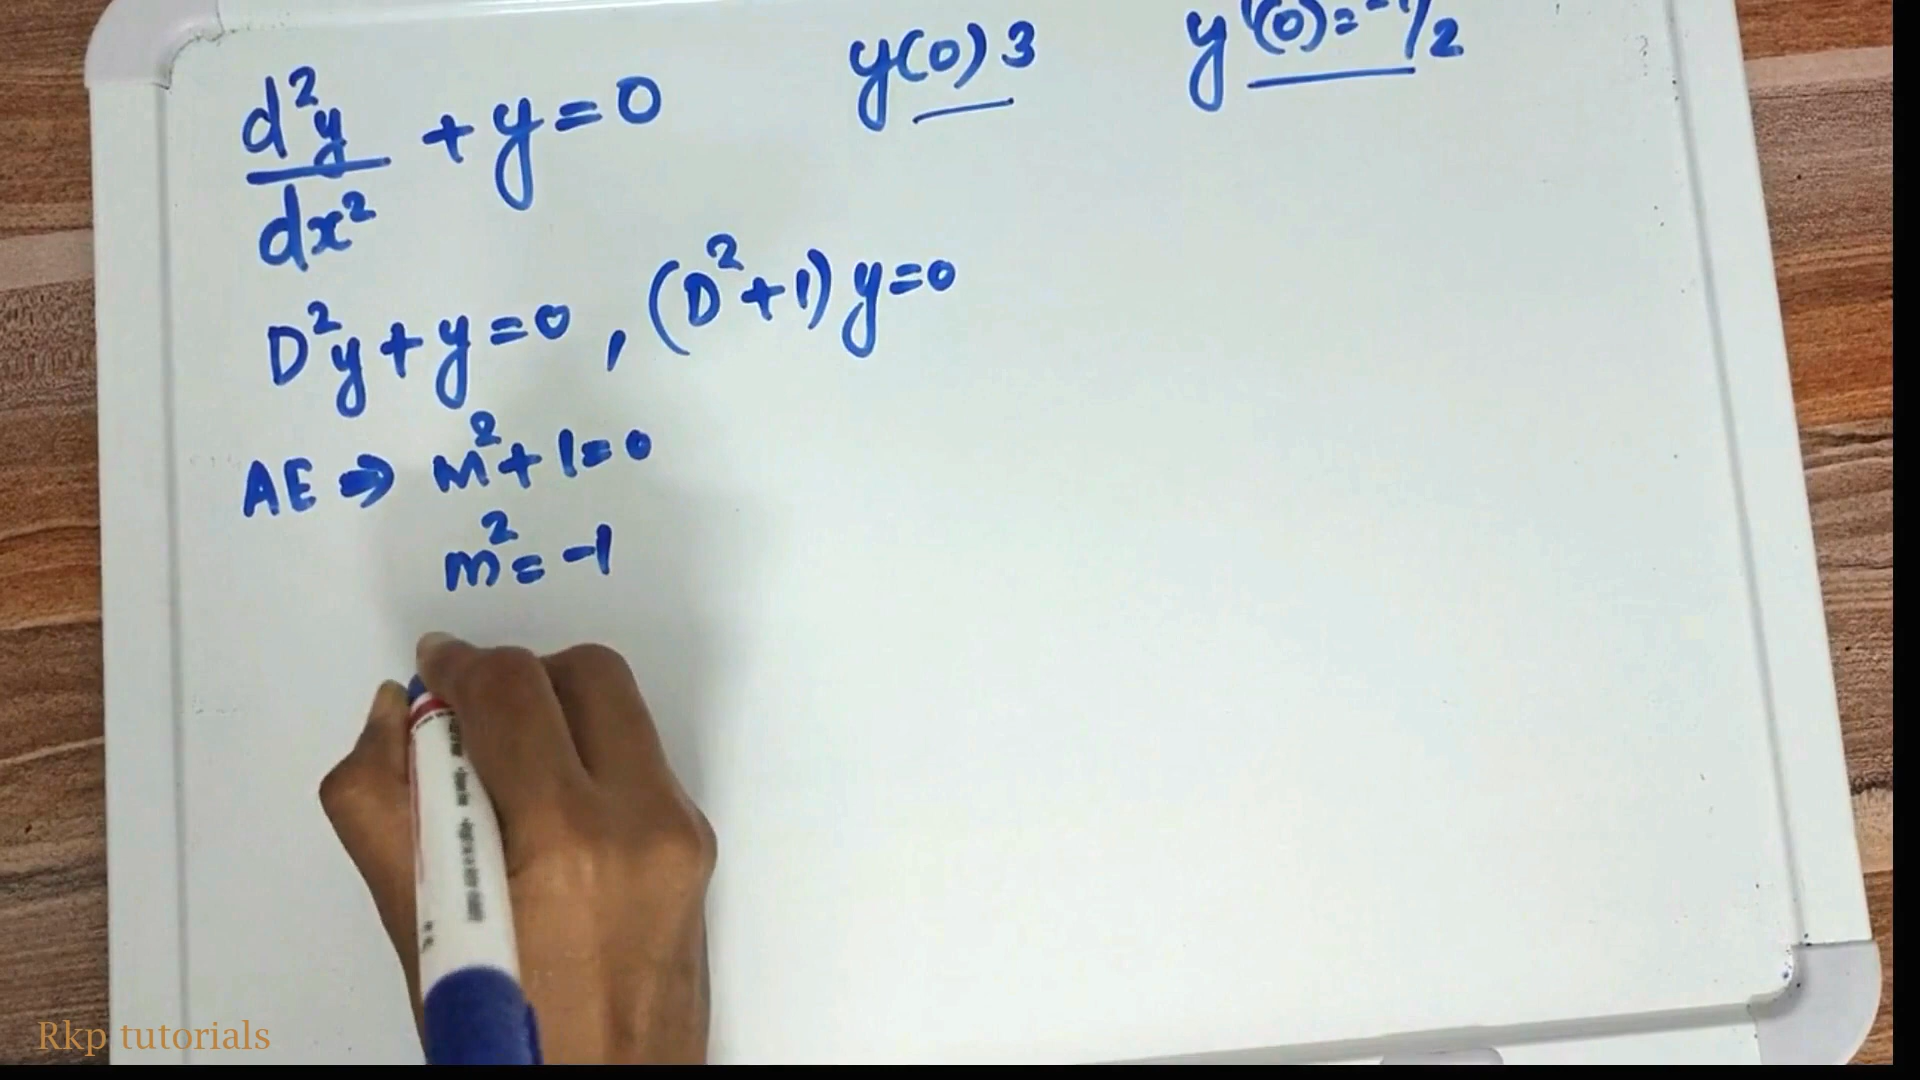 d²y/dx² + y = 0    y(0) 3    y'(0) = -1/2
D²y + y = 0 , (D² + 1) y = 0
AE ⇒ m² + 1 = 0
m² = -1
Rkp tutorials